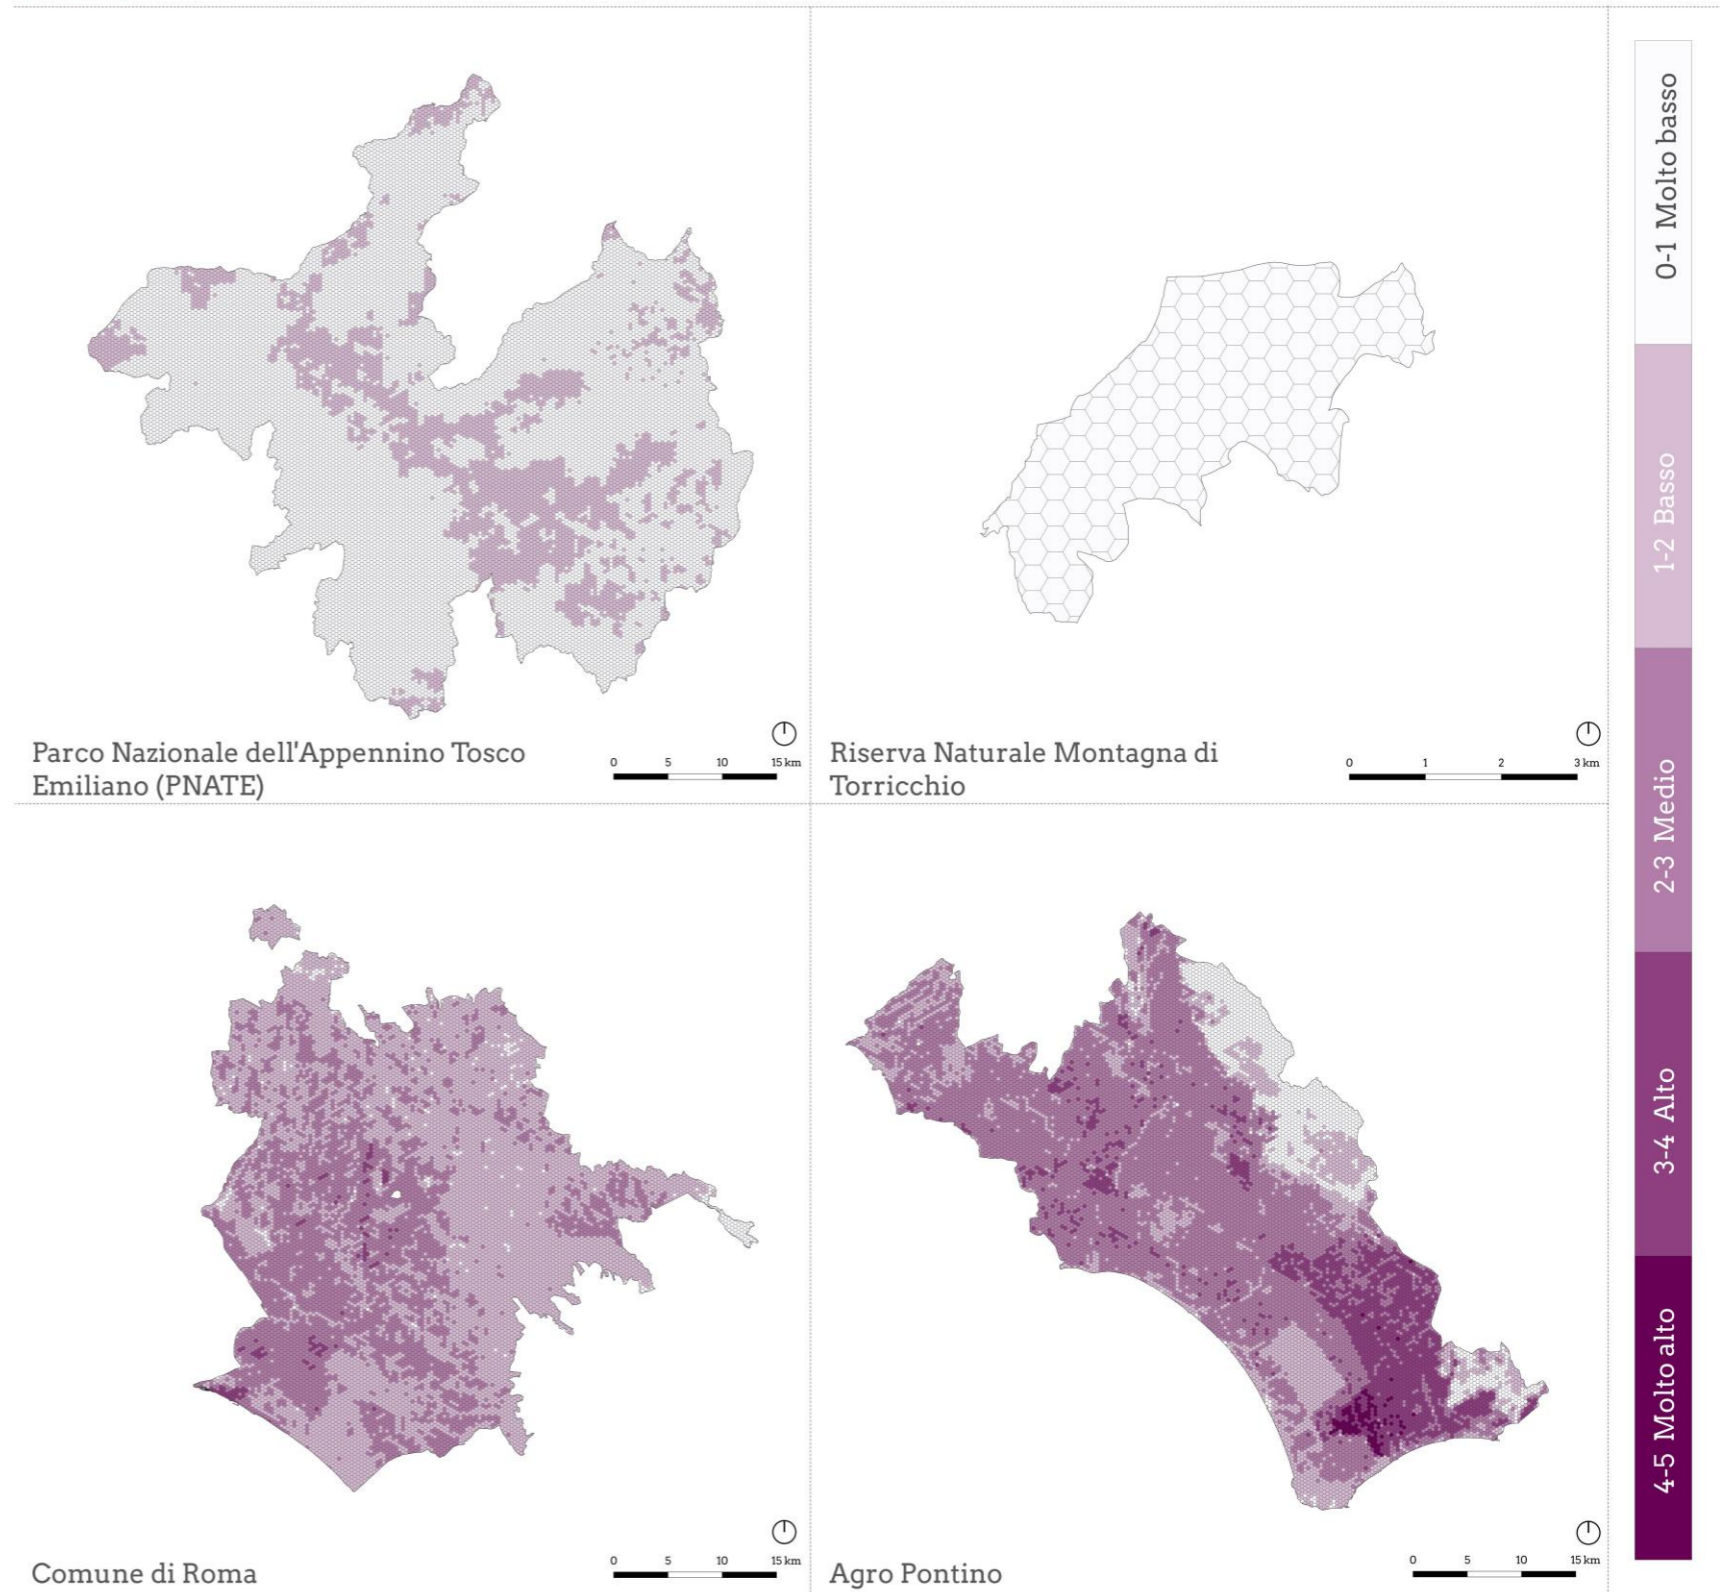 Parco Nazionale dell'Appennino Tosco
Emiliano (PNATE)
0 5 10 15 km
Riserva Naturale Montagna di
Torricchio
0 1 2 3 km
Comune di Roma
0 5 10 15 km
Agro Pontino
0 5 10 15 km
0-1 Molto basso
1-2 Basso
2-3 Medio
3-4 Alto
4-5 Molto alto